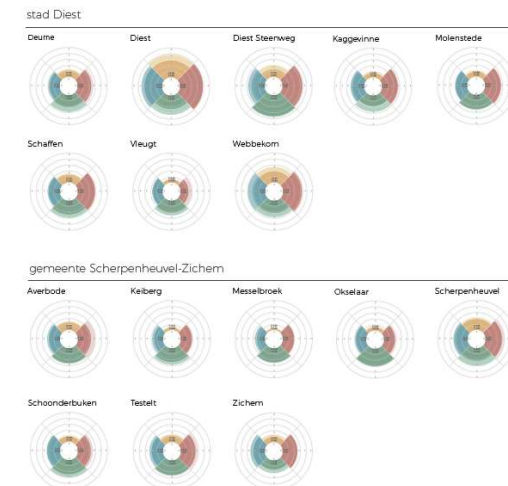 stad Diest
Deurne Diest Diest Steenweg Kaggevinne Molenstede
Schaffen Vleugt Webbekom
gemeente Scherpenheuvel-Zichem
Averbode Keiberg Messelbroek Okselaar Scherpenheuvel
Schoonderbuken Testelt Zichem